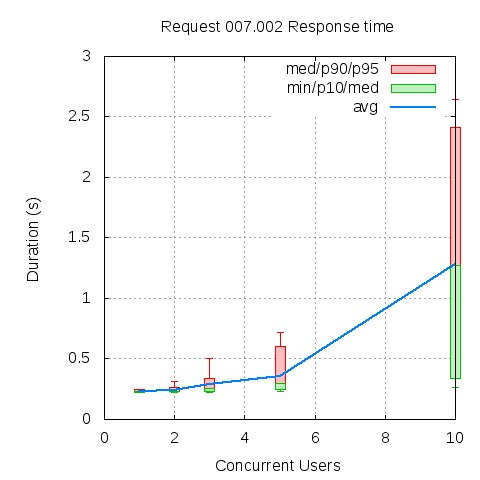 Request 007.002 Response time
med/p90/p95
min/p10/med
avg
3
2.5
2
1.5
1
0.5
0
0 2 4 6 8 10
Duration (s)
Concurrent Users